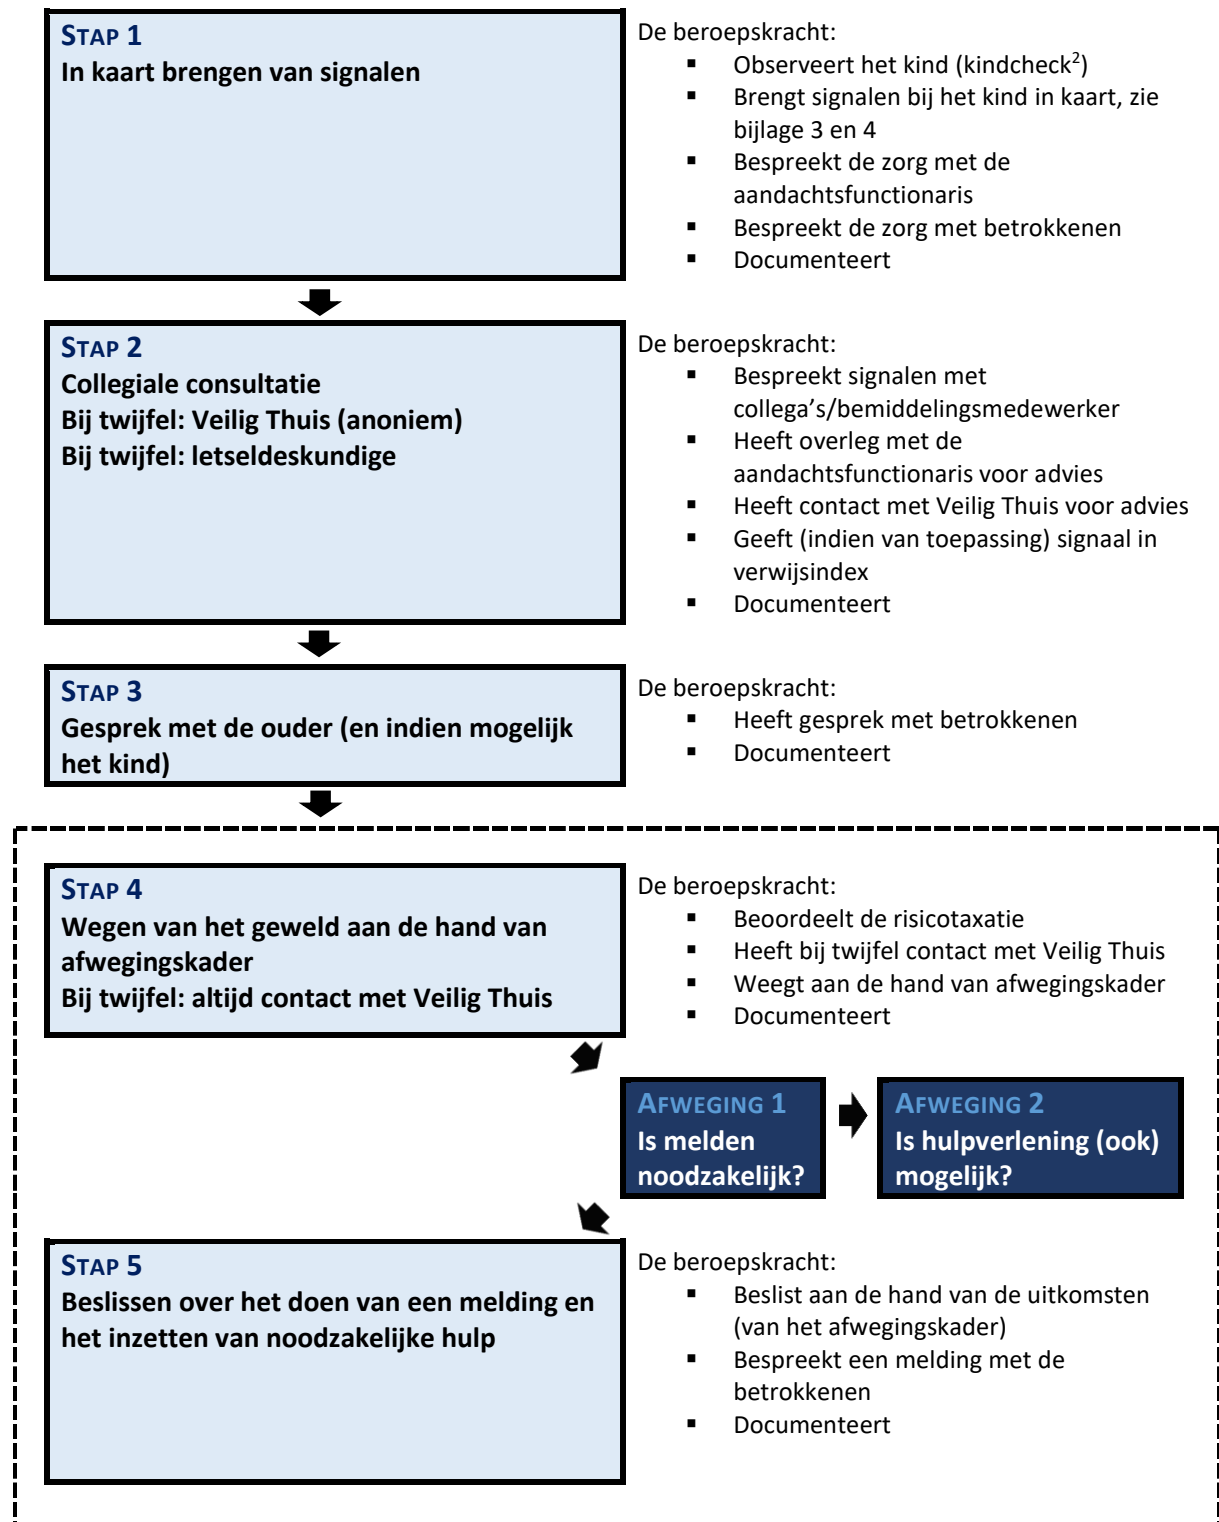 STAP 1
In kaart brengen van signalen
De beroepskracht:
▪ Observeert het kind (kindcheck²)
▪ Brengt signalen bij het kind in kaart, zie
bijlage 3 en 4
▪ Bespreekt de zorg met de
aandachtsfunctionaris
▪ Bespreekt de zorg met betrokkenen
▪ Documenteert
STAP 2
Collegiale consultatie
Bij twijfel: Veilig Thuis (anoniem)
Bij twijfel: letseldeskundige
De beroepskracht:
▪ Bespreekt signalen met
collega's/bemiddelingsmedewerker
▪ Heeft overleg met de
aandachtsfunctionaris voor advies
▪ Heeft contact met Veilig Thuis voor advies
▪ Geeft (indien van toepassing) signaal in
verwijsindex
▪ Documenteert
STAP 3
Gesprek met de ouder (en indien mogelijk
het kind)
De beroepskracht:
▪ Heeft gesprek met betrokkenen
▪ Documenteert
STAP 4
Wegen van het geweld aan de hand van
afwegingskader
Bij twijfel: altijd contact met Veilig Thuis
De beroepskracht:
▪ Beoordeelt de risicotaxatie
▪ Heeft bij twijfel contact met Veilig Thuis
▪ Weegt aan de hand van afwegingskader
▪ Documenteert
AFWEGING 1
Is melden
noodzakelijk?
AFWEGING 2
Is hulpverlening (ook)
mogelijk?
STAP 5
Beslissen over het doen van een melding en
het inzetten van noodzakelijke hulp
De beroepskracht:
▪ Beslist aan de hand van de uitkomsten
(van het afwegingskader)
▪ Bespreekt een melding met de
betrokkenen
▪ Documenteert